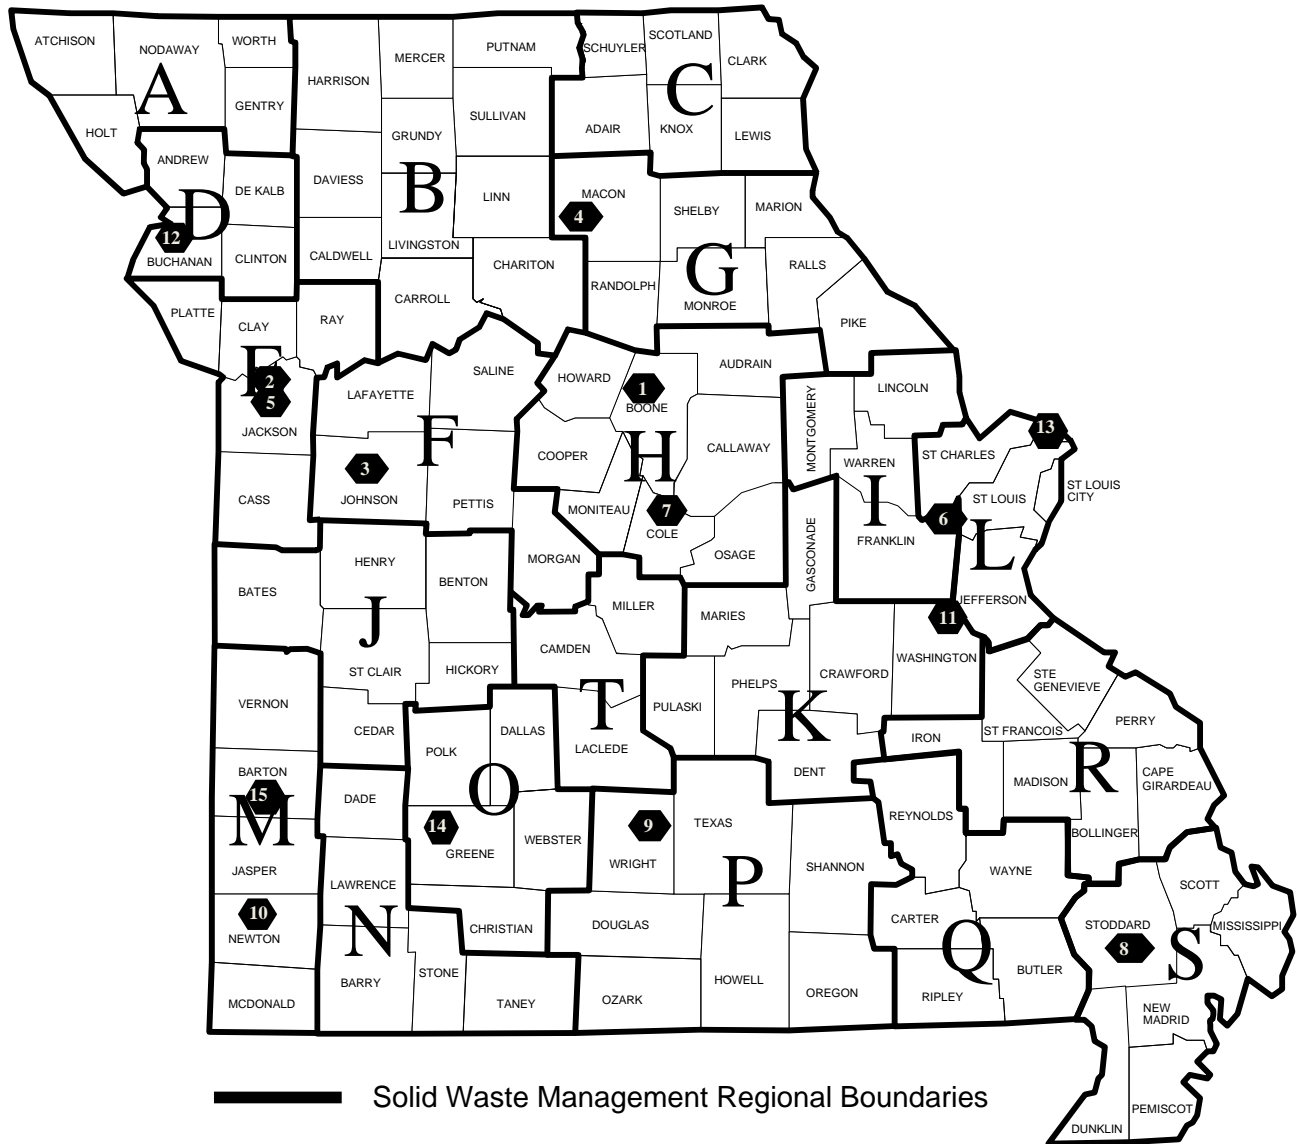 ATCHISON
NODAWAY
WORTH
GENTRY
HOLT
A
HARRISON
MERCER
PUTNAM
SULLIVAN
GRUNDY
DAVIESS
B
LINN
LIVINGSTON
CALDWELL
CHARITON
CARROLL
SCHUYLER
SCOTLAND
CLARK
C
ADAIR
KNOX
LEWIS
ANDREW
DE KALB
D
12
BUCHANAN
CLINTON
MACON
4
SHELBY
MARION
G
RALLS
RANDOLPH
MONROE
PIKE
PLATTE
CLAY
RAY
E
2
5
JACKSON
CASS
LAFAYETTE
SALINE
F
3
JOHNSON
PETTIS
HOWARD
1
BOONE
AUDRAIN
H
COOPER
CALLAWAY
MONITEAU
7
COLE
OSAGE
MONTGOMERY
LINCOLN
WARREN
I
FRANKLIN
13
ST CHARLES
ST LOUIS
ST LOUIS
CITY
6
L
JEFFERSON
HENRY
BENTON
BATES
J
ST CLAIR
HICKORY
CEDAR
MORGAN
MILLER
CAMDEN
T
LACLEDE
GASCONADE
MARIES
PHELPS
PULASKI
CRAWFORD
WASHINGTON
K
DENT
11
STE
GENEVIEVE
ST FRANCOIS
PERRY
IRON
MADISON
R
CAPE
GIRARDEAU
BOLLINGER
VERNON
BARTON
15
M
JASPER
10
NEWTON
MCDONALD
DADE
LAWRENCE
N
BARRY
STONE
TANEY
POLK
DALLAS
O
14
GREENE
WEBSTER
CHRISTIAN
9
WRIGHT
TEXAS
SHANNON
P
DOUGLAS
OZARK
HOWELL
OREGON
REYNOLDS
WAYNE
CARTER
Q
RIPLEY
BUTLER
SCOTT
STODDARD
8
S
MISSISSIPPI
NEW
MADRID
PEMISCOT
DUNKLIN
Solid Waste Management Regional Boundaries